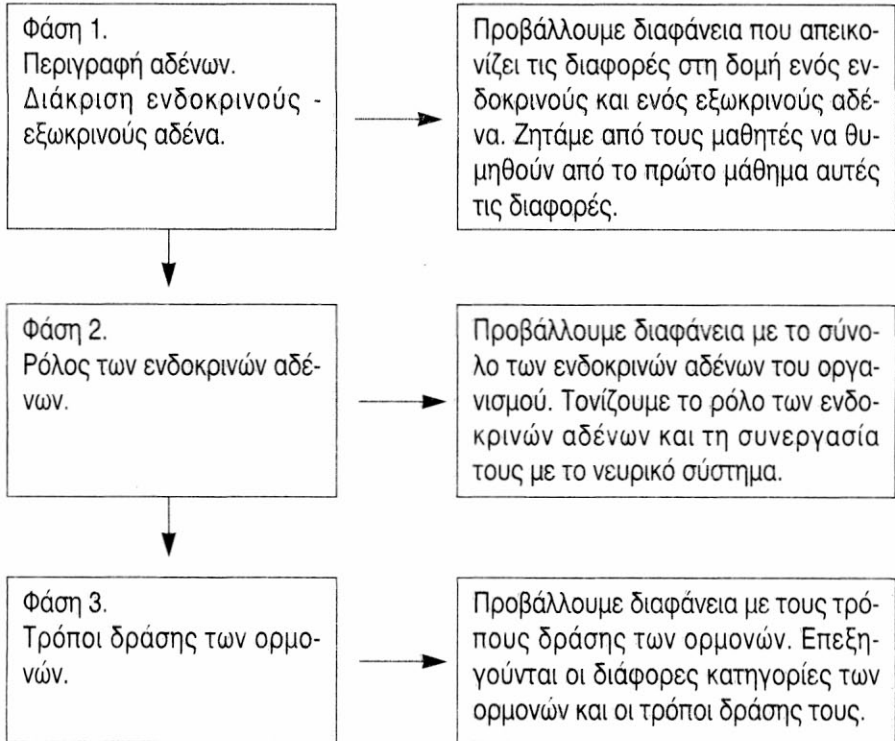 Φάση 1.
Περιγραφή αδένων.
Διάκριση ενδοκρινούς -
εξωκρινούς αδένα.
Προβάλλουμε διαφάνεια που απεικο-
νίζει τις διαφορές στη δομή ενός εν-
δοκρινούς και ενός εξωκρινούς αδέ-
να. Ζητάμε από τους μαθητές να θυ-
μηθούν από το πρώτο μάθημα αυτές
τις διαφορές.
Φάση 2.
Ρόλος των ενδοκρινών αδέ-
νων.
Προβάλλουμε διαφάνεια με το σύνο-
λο των ενδοκρινών αδένων του οργα-
νισμού. Τονίζουμε το ρόλο των ενδο-
κρινών αδένων και τη συνεργασία
τους με το νευρικό σύστημα.
Φάση 3.
Τρόποι δράσης των ορμο-
νών.
Προβάλλουμε διαφάνεια με τους τρό-
πους δράσης των ορμονών. Επεξη-
γούνται οι διάφορες κατηγορίες των
ορμονών και οι τρόποι δράσης τους.